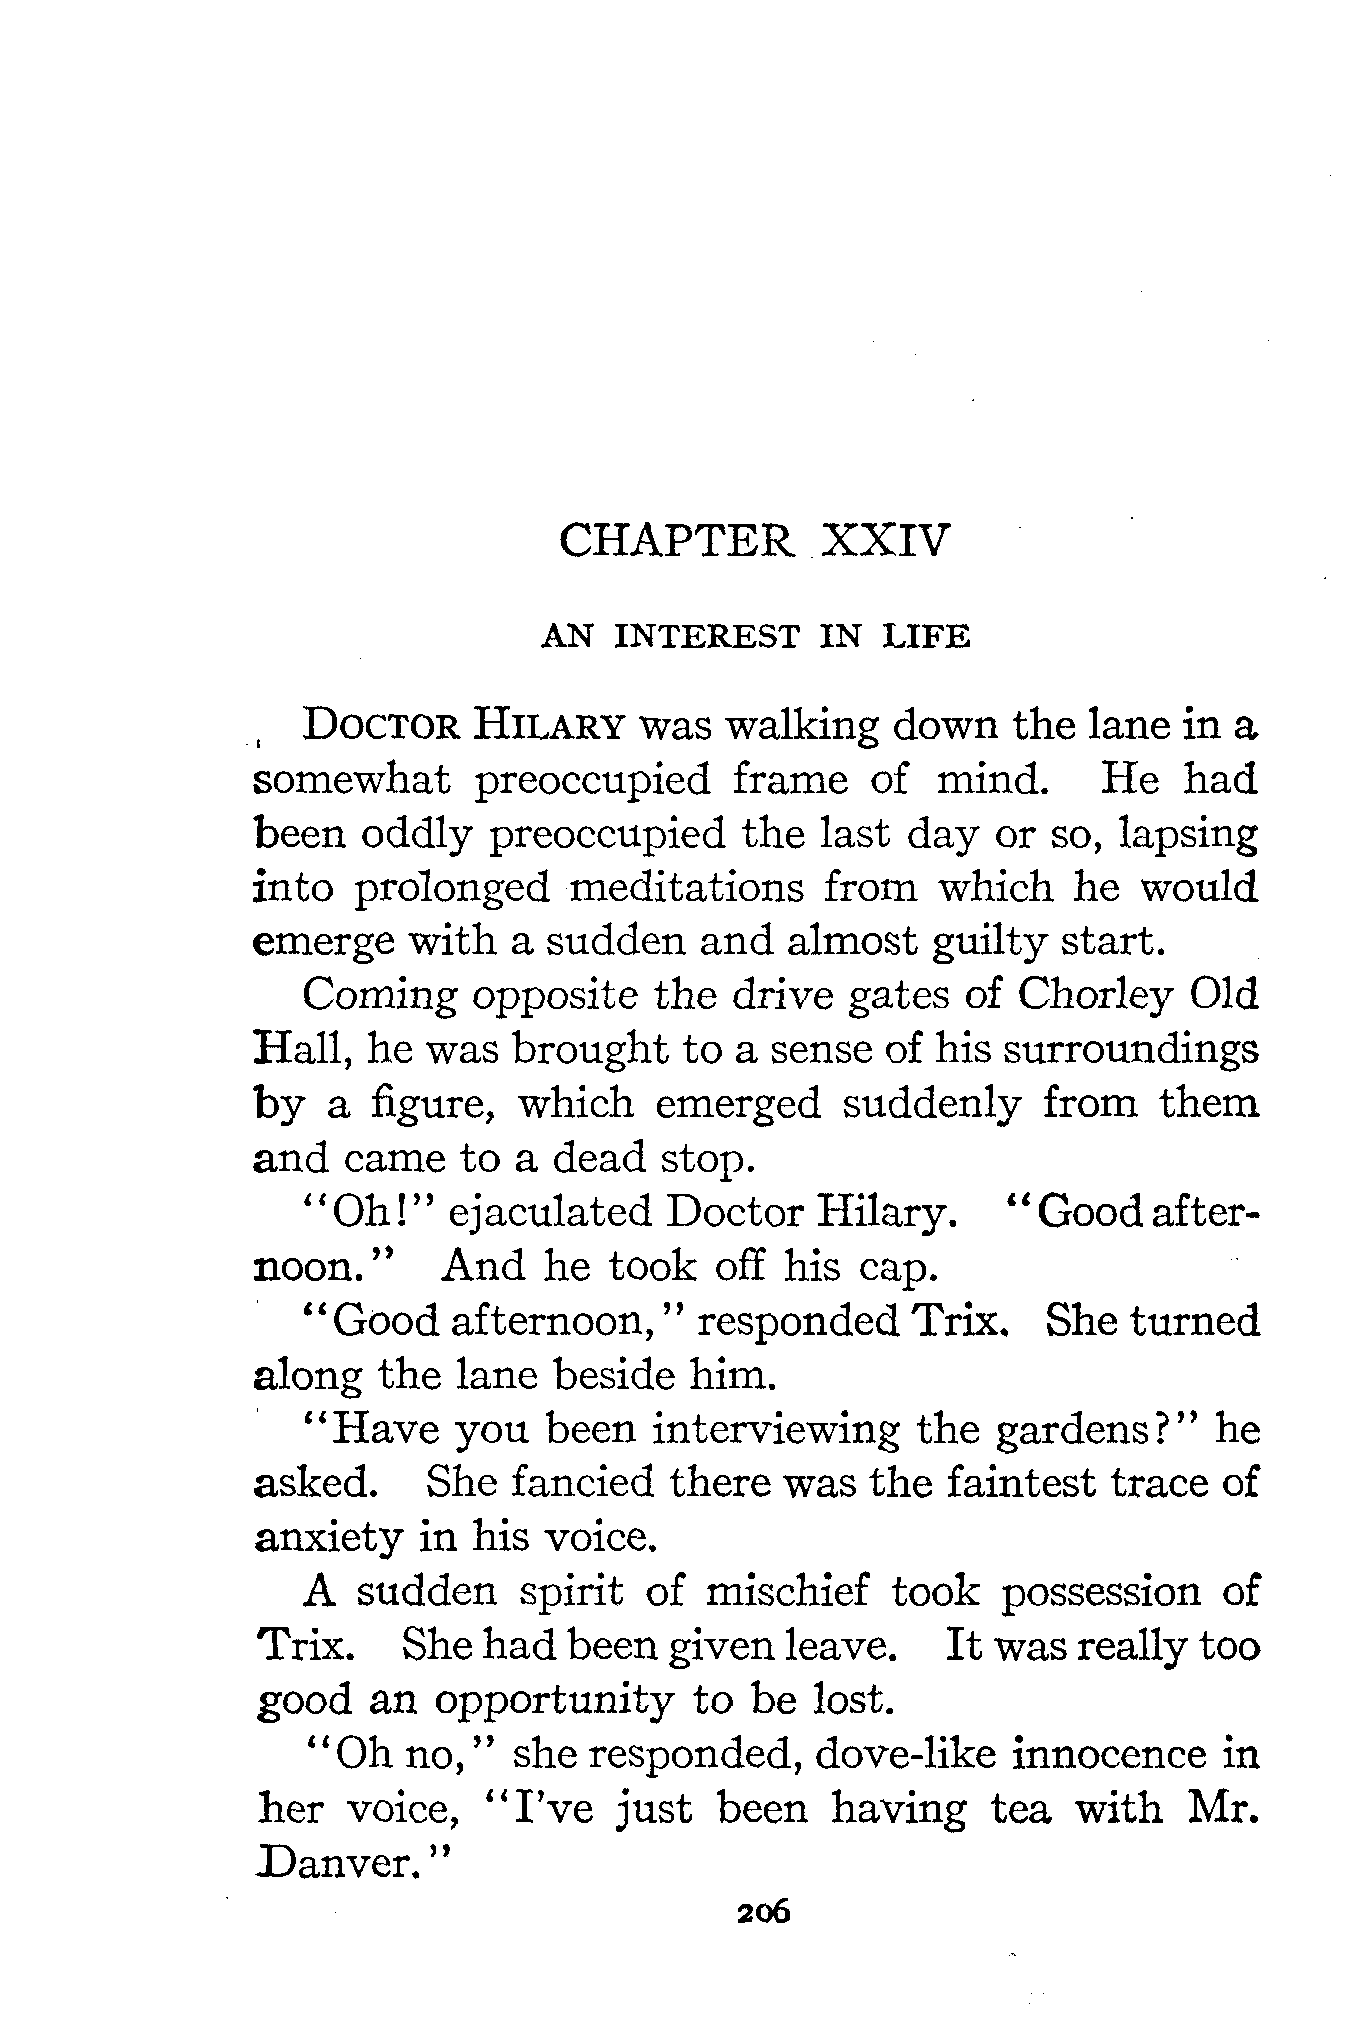 CHAPTER XXIV
AN INTEREST IN LIFE
DOCTOR HILARY was walking down the lane in a
somewhat preoccupied frame of mind. He had
been oddly preoccupied the last day or so, lapsing
into prolonged meditations from which he would
emerge with a sudden and almost guilty start.
Coming opposite the drive gates of Chorley Old
Hall, he was brought to a sense of his surroundings
by a figure, which emerged suddenly from them
and came to a dead stop.
"Oh!" ejaculated Doctor Hilary. "Good after-
noon." And he took off his cap.
"Good afternoon," responded Trix. She turned
along the lane beside him.
"Have you been interviewing the gardens?" he
asked. She fancied there was the faintest trace of
anxiety in his voice.
A sudden spirit of mischief took possession of
Trix. She had been given leave. It was really too
good an opportunity to be lost.
"Oh no," she responded, dove-like innocence in
her voice, "I've just been having tea with Mr.
Danver."
206